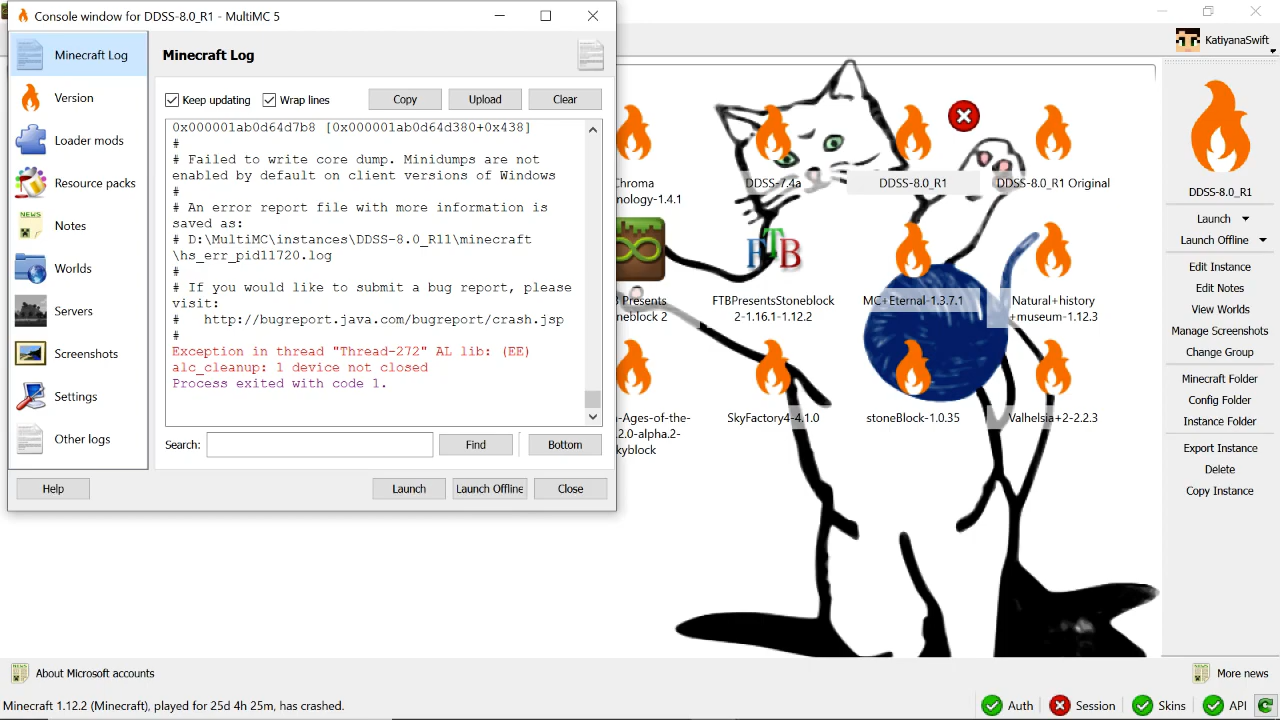 Console window for DDSS-8.0_R1 - MultiMC 5
KatiyanaSwift
Minecraft Log
Version
Loader mods
Resource packs
Notes
Worlds
Servers
Screenshots
Settings
Other logs
Minecraft Log
Keep updating
Wrap lines
Copy
Upload
Clear
0x000001ab0d64d7b8 [0x000001ab0d64d380+0x438]
#
# Failed to write core dump. Minidumps are not
enabled by default on client versions of Windows
#
# An error report file with more information is
saved as:
# D:\MultiMC\instances\DDSS-8.0_R11\minecraft
\hs_err_pid11720.log
#
# If you would like to submit a bug report, please
visit:
#   http://bugreport.java.com/bugreport/crash.jsp
#
Exception in thread "Thread-272" AL lib: (EE)
alc_cleanup: 1 device not closed
Process exited with code 1.
Search:
Find
Bottom
Help
Launch
Launch Offline
Close
Chroma
nology-1.4.1
DDSS-7.4a
DDSS-8.0_R1
DDSS-8.0_R1 Original
Presents
neblock 2
FTB
FTBPresentsStoneblock
2-1.16.1-1.12.2
MC+Eternal-1.3.7.1
Natural+history
+museum-1.12.3
-Ages-of-the-
.2.0-alpha.2-
kyblock
SkyFactory4-4.1.0
stoneBlock-1.0.35
Valhelsia+2-2.2.3
DDSS-8.0_R1
Launch
Launch Offline
Edit Instance
Edit Notes
View Worlds
Manage Screenshots
Change Group
Minecraft Folder
Config Folder
Instance Folder
Export Instance
Delete
Copy Instance
NEWS
About Microsoft accounts
NEWS
More news
Minecraft 1.12.2 (Minecraft), played for 25d 4h 25m, has crashed.
Auth
Session
Skins
API